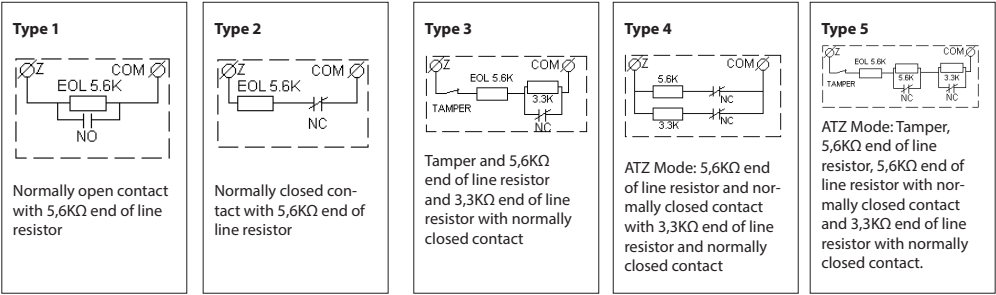 Type 1
Z COM
EOL 5.6K
NO
Normally open contact
with 5,6KΩ end of line
resistor
Type 2
Z COM
EOL 5.6K
NC
Normally closed con-
tact with 5,6KΩ end of
line resistor
Type 3
Z COM
EOL 5.6K
TAMPER
3.3K
NC
Tamper and 5,6KΩ
end of line resistor
and 3,3KΩ end of line
resistor with normally
closed contact
Type 4
Z COM
5.6K
NC
3.3K
NC
ATZ Mode: 5,6KΩ end
of line resistor and nor-
mally closed contact
with 3,3KΩ end of line
resistor and normally
closed contact
Type 5
Z COM
EOL 5.6K
TAMPER
5.6K 3.3K
NC NC
ATZ Mode: Tamper,
5,6KΩ end of line
resistor, 5,6KΩ end of
line resistor with nor-
mally closed contact
and 3,3KΩ end of line
resistor with normally
closed contact.